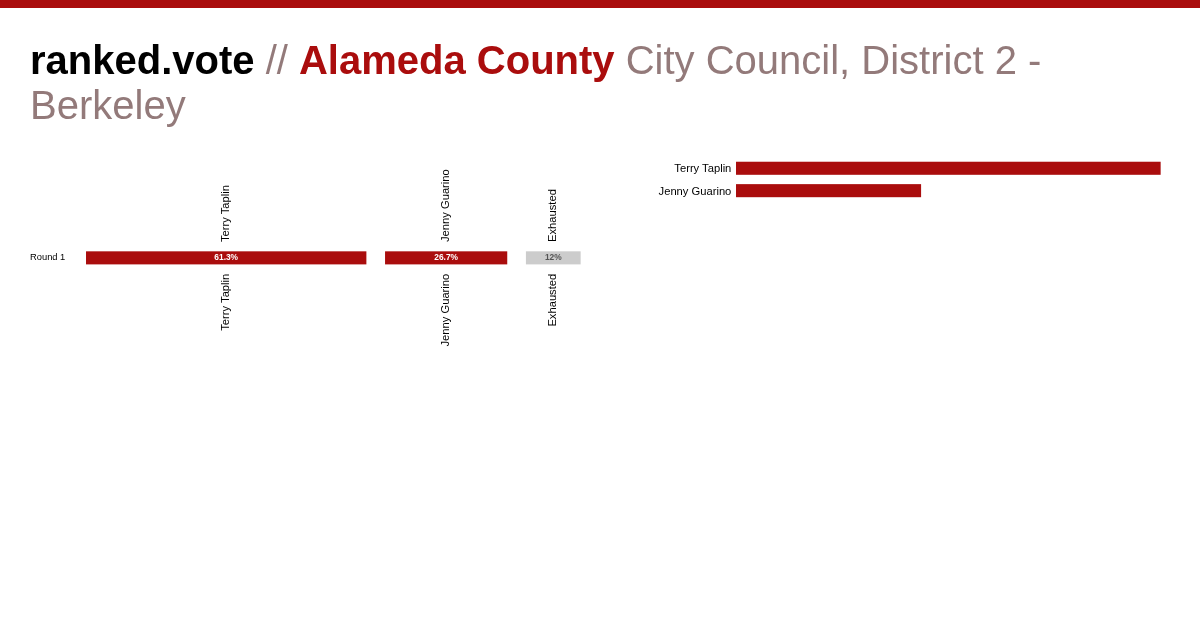 ranked.vote // Alameda County City Council, District 2 -
Berkeley
Terry Taplin
Jenny Guarino
Exhausted
Round 1 61.3% 26.7% 12%
Terry Taplin
Jenny Guarino
Exhausted
Terry Taplin
Jenny Guarino